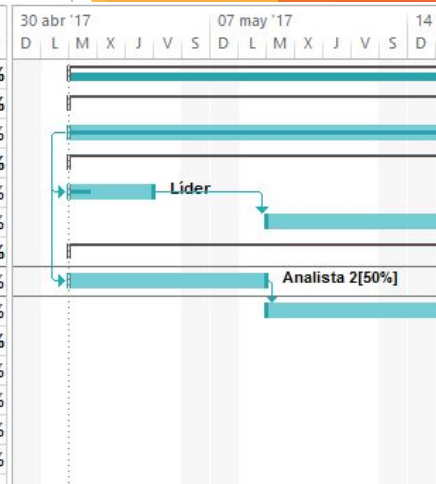 30 abr '17 07 may '17 14
D L M X J V S D L M X J V S D
Líder
Analista 2[50%]